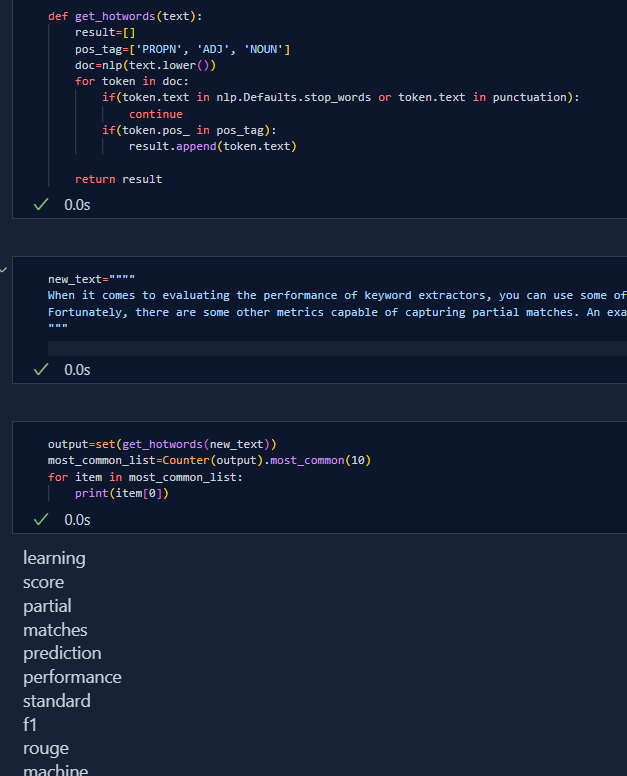 def get_hotwords(text):
    result=[]
    pos_tag=['PROPN', 'ADJ', 'NOUN']
    doc=nlp(text.lower())
    for token in doc:
        if(token.text in nlp.Defaults.stop_words or token.text in punctuation):
            continue
        if(token.pos_ in pos_tag):
            result.append(token.text)
    return result
0.0s
new_text=""""
When it comes to evaluating the performance of keyword extractors, you can use some of
Fortunately, there are some other metrics capable of capturing partial matches. An exa
"""
0.0s
output=set(get_hotwords(new_text))
most_common_list=Counter(output).most_common(10)
for item in most_common_list:
    print(item[0])
0.0s
learning
score
partial
matches
prediction
performance
standard
f1
rouge
machine